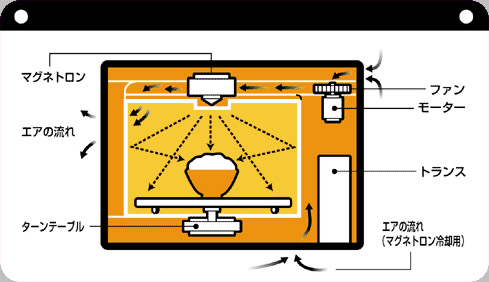 マグネトロン
ファン
モーター
エアの流れ
トランス
ターンテーブル
エアの流れ
(マグネトロン冷却用)